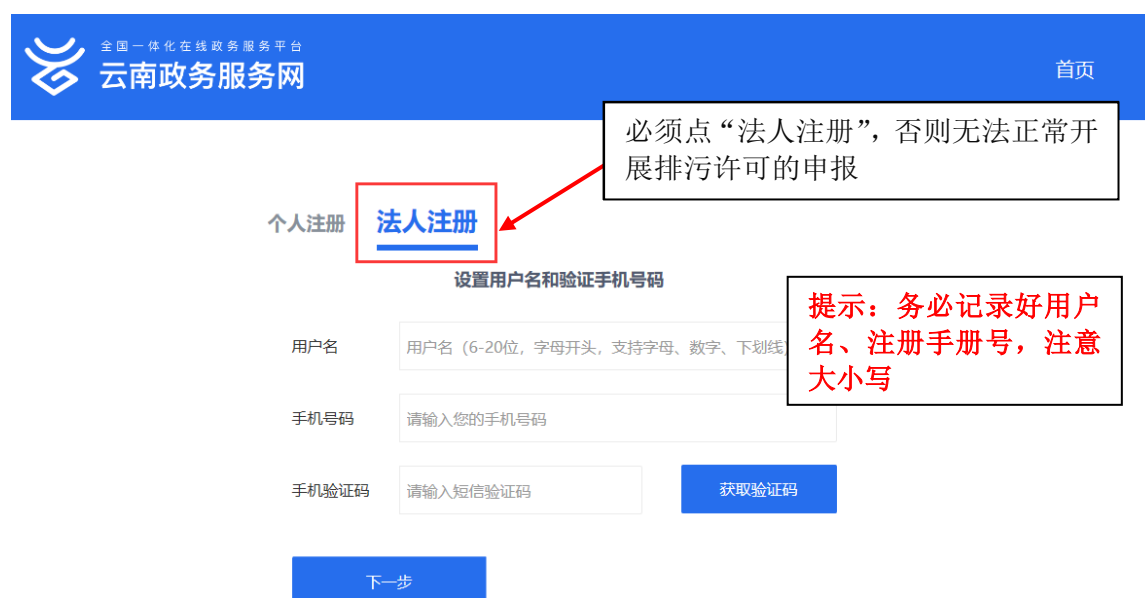 全国一体化在线政务服务平台
云南政务服务网
首页
必须点“法人注册”，否则无法正常开
展排污许可的申报
个人注册
法人注册
设置用户名和验证手机号码
提示：务必记录好用户
名、注册手册号，注意
大小写
用户名
用户名（6-20位，字母开头，支持字母、数字、下划线）
手机号码
请输入您的手机号码
手机验证码
请输入短信验证码
获取验证码
下一步